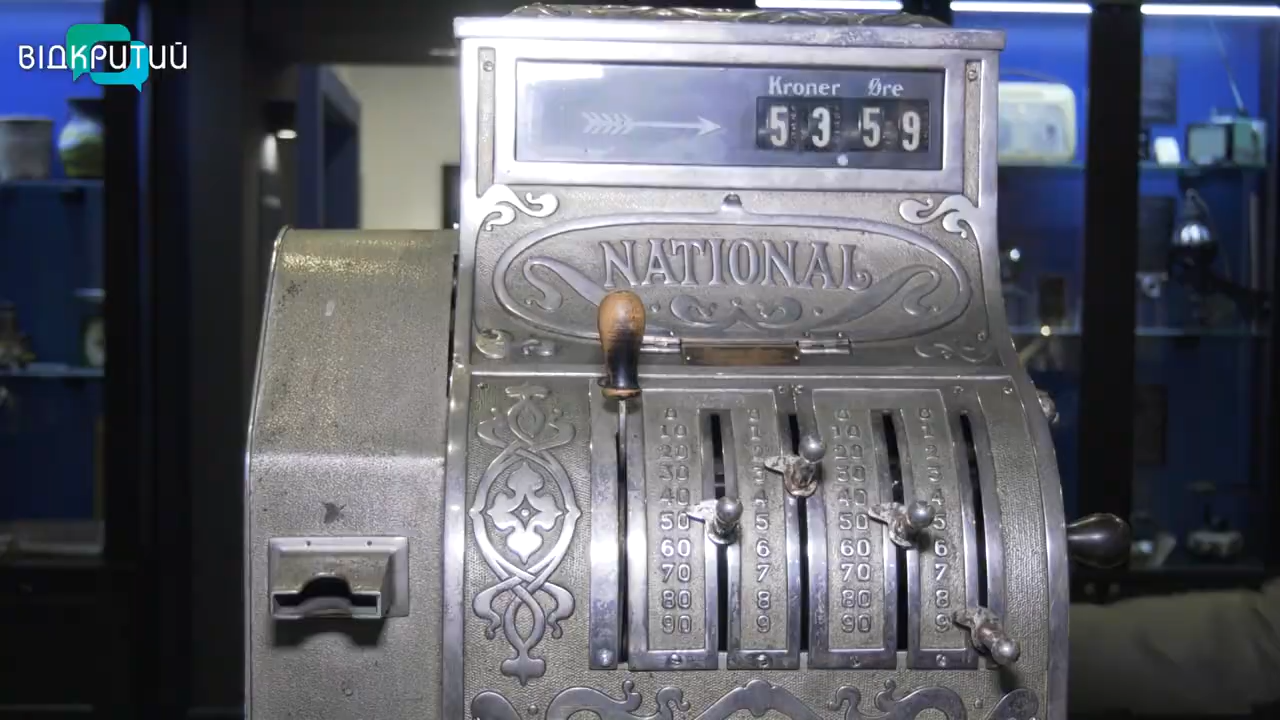 ВІДКРИТИЙ
Kroner Øre
5 3 5 9
NATIONAL
0 0 0 0
10 1 10 1
20 2 20 2
30 3 30 3
40 4 40 4
50 5 50 5
60 6 60 6
70 7 70 7
80 8 80 8
90 9 90 9